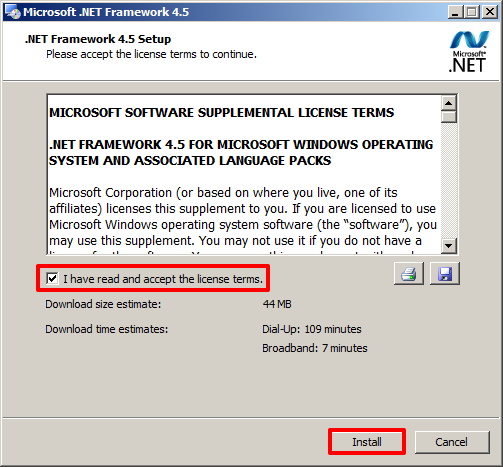 Microsoft .NET Framework 4.5
.NET Framework 4.5 Setup
Please accept the license terms to continue.
Microsoft®
.NET
MICROSOFT SOFTWARE SUPPLEMENTAL LICENSE TERMS
.NET FRAMEWORK 4.5 FOR MICROSOFT WINDOWS OPERATING
SYSTEM AND ASSOCIATED LANGUAGE PACKS
Microsoft Corporation (or based on where you live, one of its
affiliates) licenses this supplement to you. If you are licensed to use
Microsoft Windows operating system software (the “software”), you
may use this supplement. You may not use it if you do not have a
I have read and accept the license terms.
Download size estimate:
44 MB
Download time estimates:
Dial-Up: 109 minutes
Broadband: 7 minutes
Install
Cancel